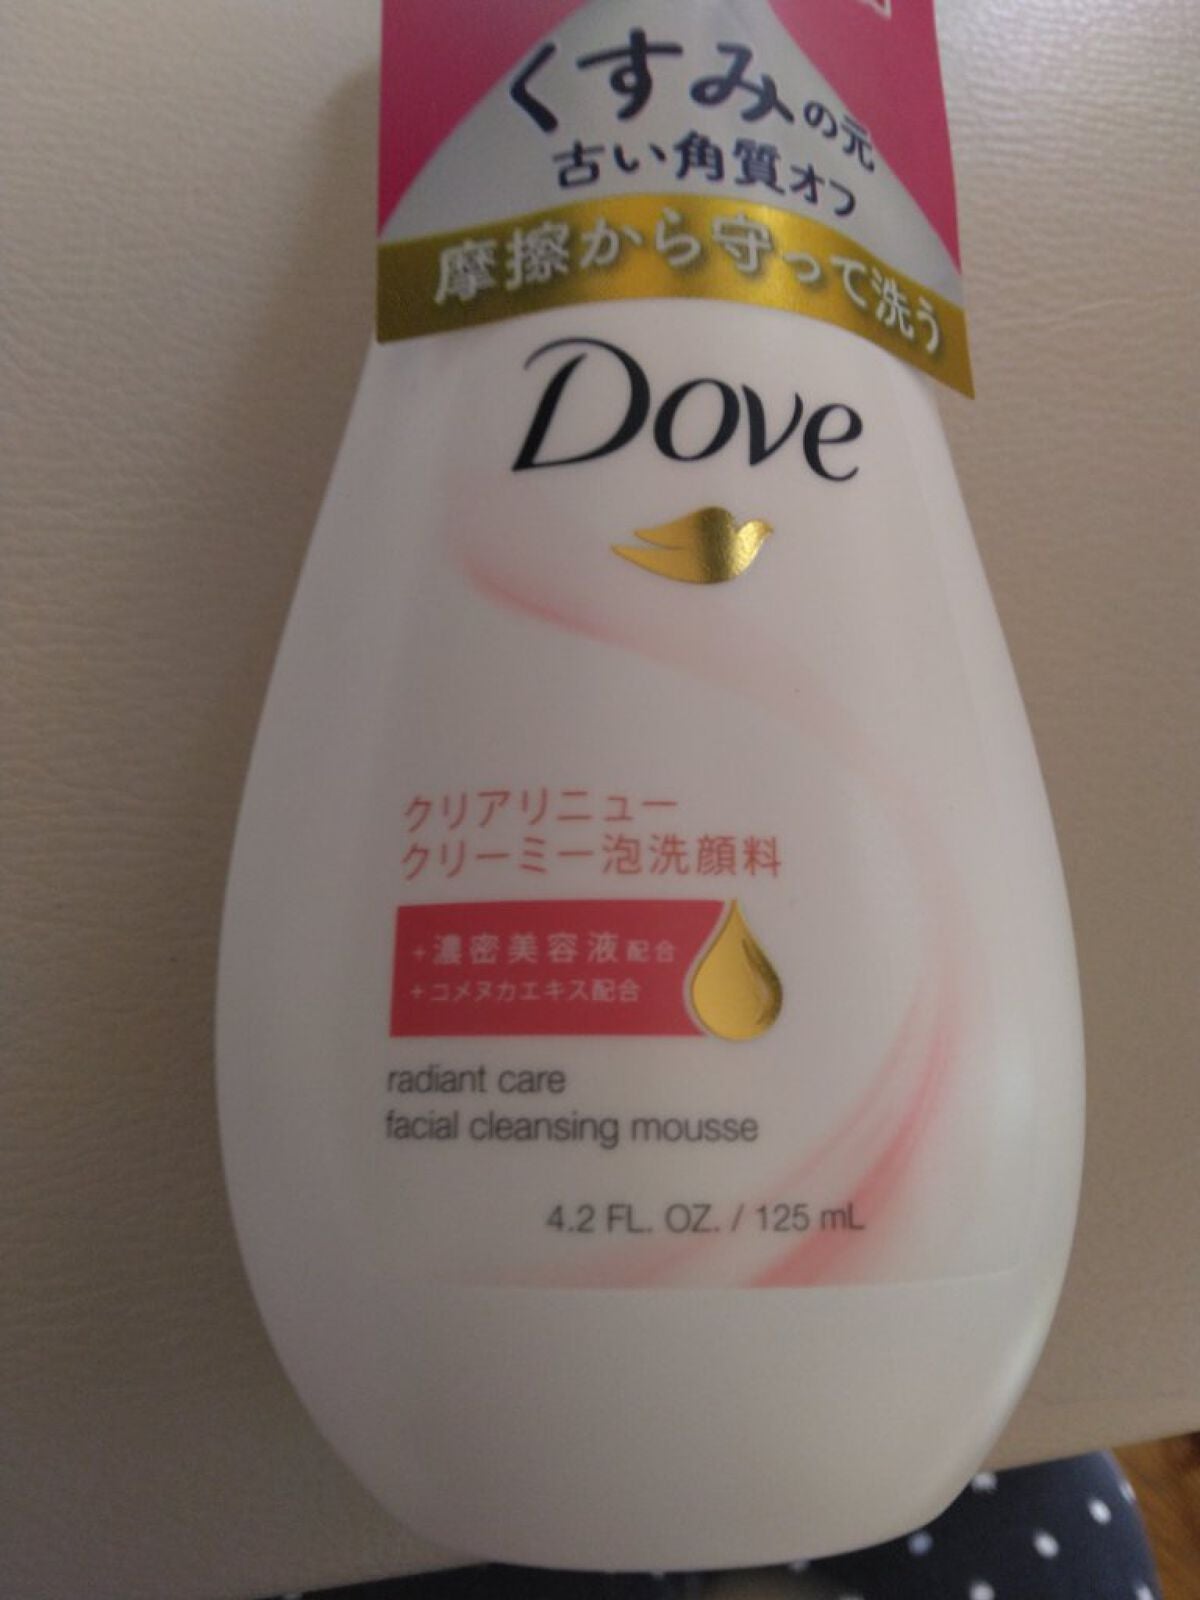 くすみの元
古い角質オフ
摩擦から守って洗う
Dove
クリアリニュー
クリーミー泡洗顔料
+濃密美容液配合
+コメヌカエキス配合
radiant care
facial cleansing mousse
4.2 FL. OZ. / 125 mL